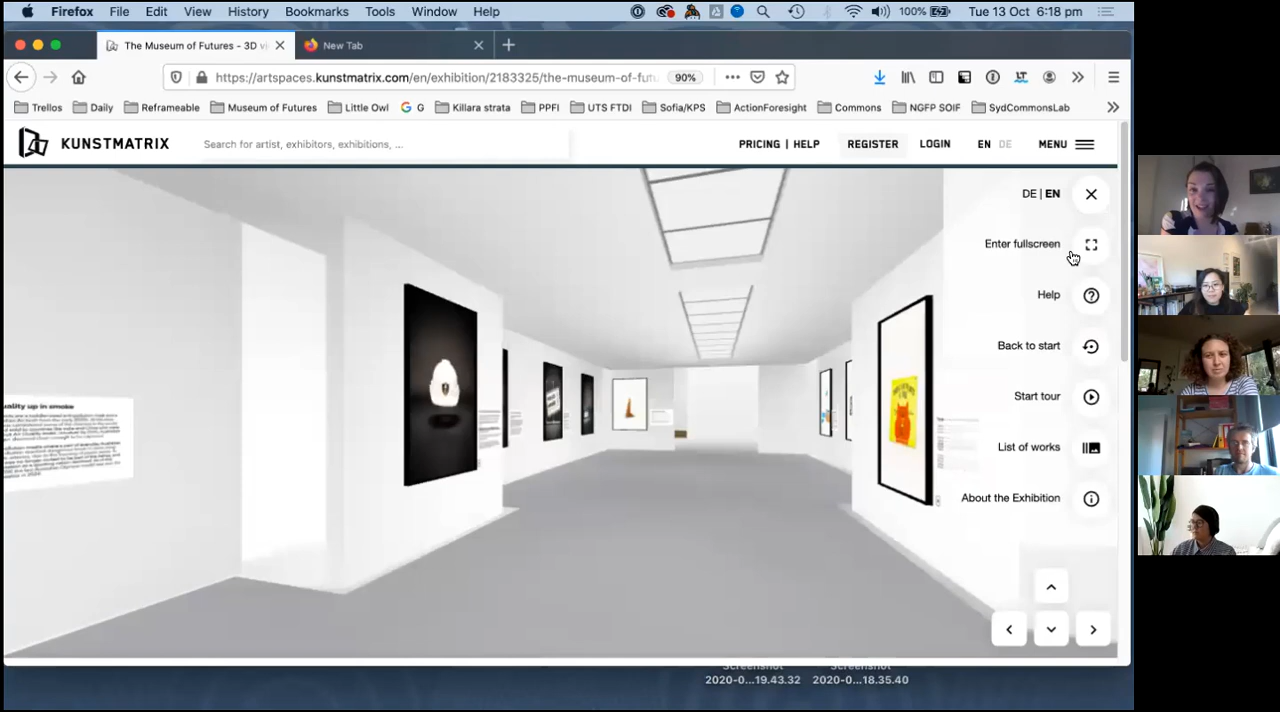 Firefox File Edit View History Bookmarks Tools Window Help 100% Tue 13 Oct 6:18 pm
The Museum of Futures - 3D vi New Tab
https://artspaces.kunstmatrix.com/en/exhibition/2183325/the-museum-of-futu 90%
Trellos Daily Reframeable Museum of Futures Little Owl G Killara strata PPFI UTS FTDI Sofia/KPS ActionForesight Commons NGFP SOIF SydCommonsLab
KUNSTMATRIX Search for artist, exhibitors, exhibitions, ... PRICING | HELP REGISTER LOGIN EN DE MENU
DE | EN
Enter fullscreen
Help
Back to start
Start tour
uality up in smoke
List of works
About the Exhibition
Screenshot Screenshot
2020-0...19.43.32 2020-0...18.35.40